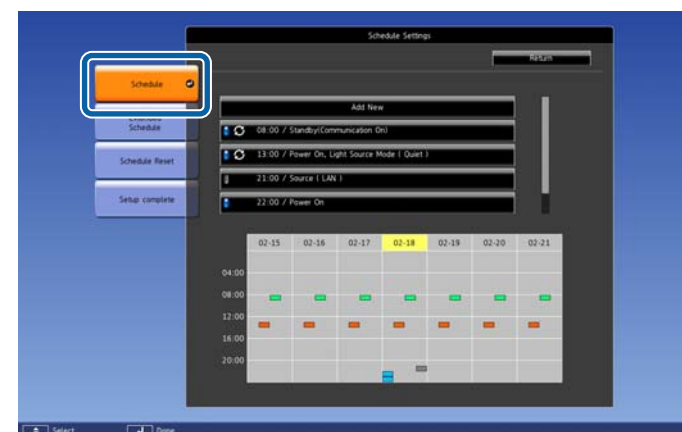 Schedule Settings
Return
Schedule
Add New
Schedule
08:00 / Standby(Communication On)
Schedule Reset
13:00 / Power On, Light Source Mode ( Quiet )
21:00 / Source ( LAN )
Setup complete
22:00 / Power On
02-15 02-16 02-17 02-18 02-19 02-20 02-21
04:00
08:00
12:00
16:00
20:00
Select Done